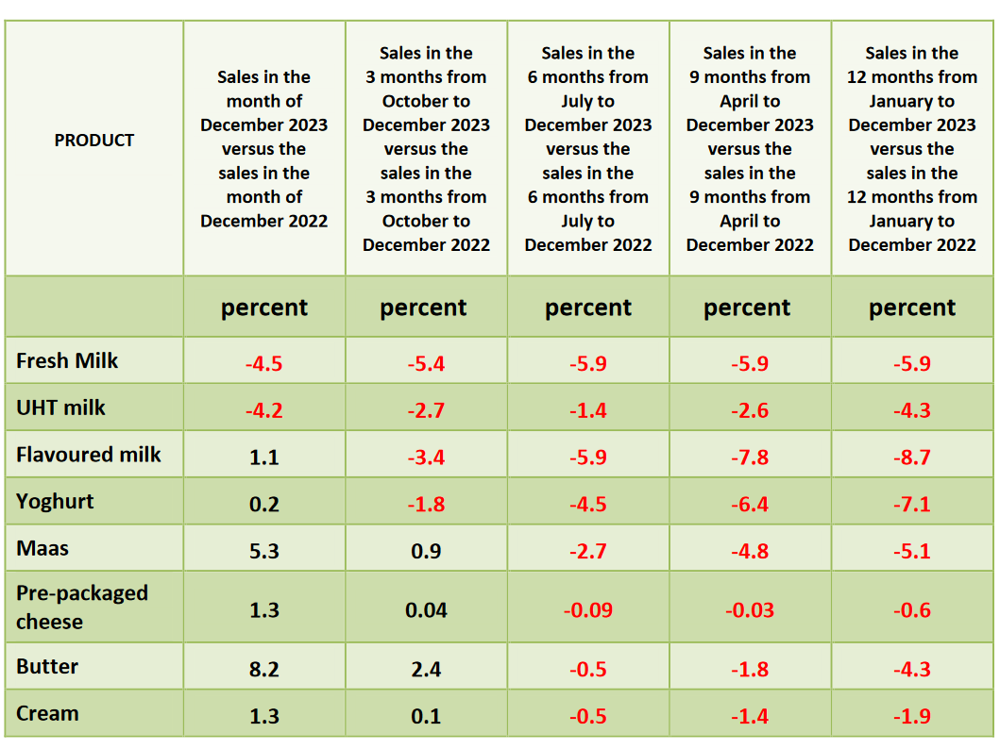 PRODUCT
Sales in the
month of
December 2023
versus the
sales in the
month of
December 2022
Sales in the
3 months from
October to
December 2023
versus the
sales in the
3 months from
October to
December 2022
Sales in the
6 months from
July to
December 2023
versus the
sales in the
6 months from
July to
December 2022
Sales in the
9 months from
April to
December 2023
versus the
sales in the
9 months from
April to
December 2022
Sales in the
12 months from
January to
December 2023
versus the
sales in the
12 months from
January to
December 2022
percent percent percent percent percent
Fresh Milk -4.5 -5.4 -5.9 -5.9 -5.9
UHT milk -4.2 -2.7 -1.4 -2.6 -4.3
Flavoured milk 1.1 -3.4 -5.9 -7.8 -8.7
Yoghurt 0.2 -1.8 -4.5 -6.4 -7.1
Maas 5.3 0.9 -2.7 -4.8 -5.1
Pre-packaged
cheese 1.3 0.04 -0.09 -0.03 -0.6
Butter 8.2 2.4 -0.5 -1.8 -4.3
Cream 1.3 0.1 -0.5 -1.4 -1.9